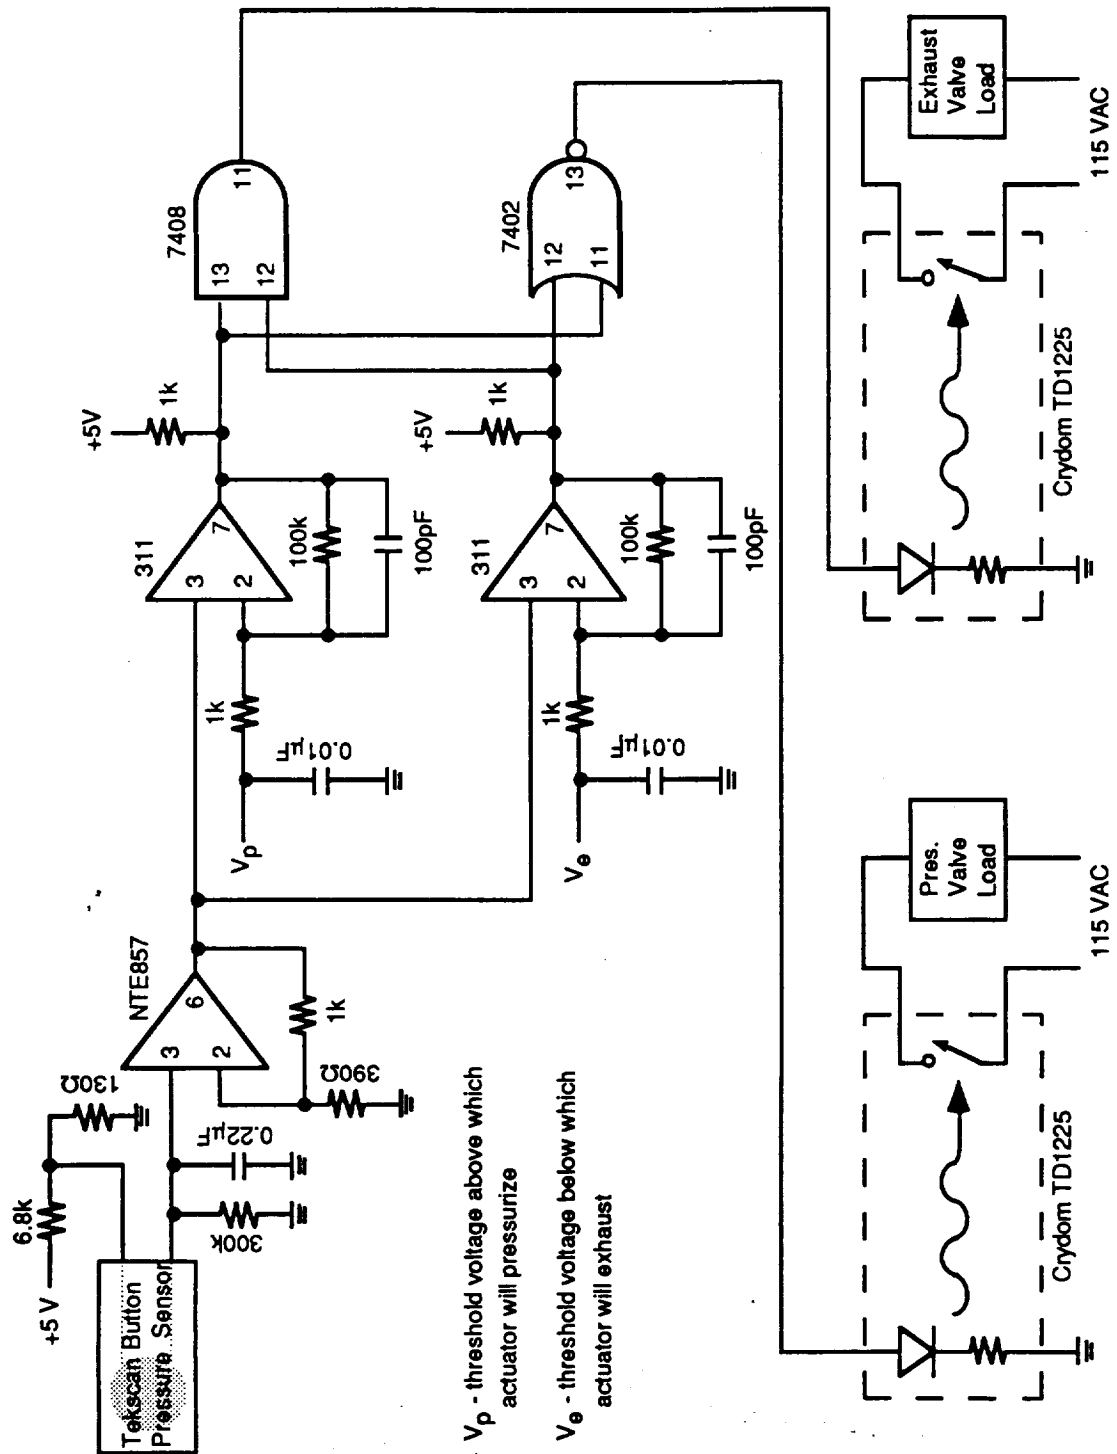 +5V
6.8k
130Ω
Tekscan Button
Pressure Sensor
300k
0.22µF
NTE857
3
2
6
1k
390Ω
Vp
0.01µF
1k
311
3
2
7
100k
100pF
+5V
1k
7408
13
12
11
Ve
0.01µF
1k
311
3
2
7
100k
100pF
+5V
1k
7402
12
11
13
Vp - threshold voltage above which
actuator will pressurize
Ve - threshold voltage below which
actuator will exhaust
Crydom TD1225
Pres.
Valve
Load
115 VAC
Crydom TD1225
Exhaust
Valve
Load
115 VAC